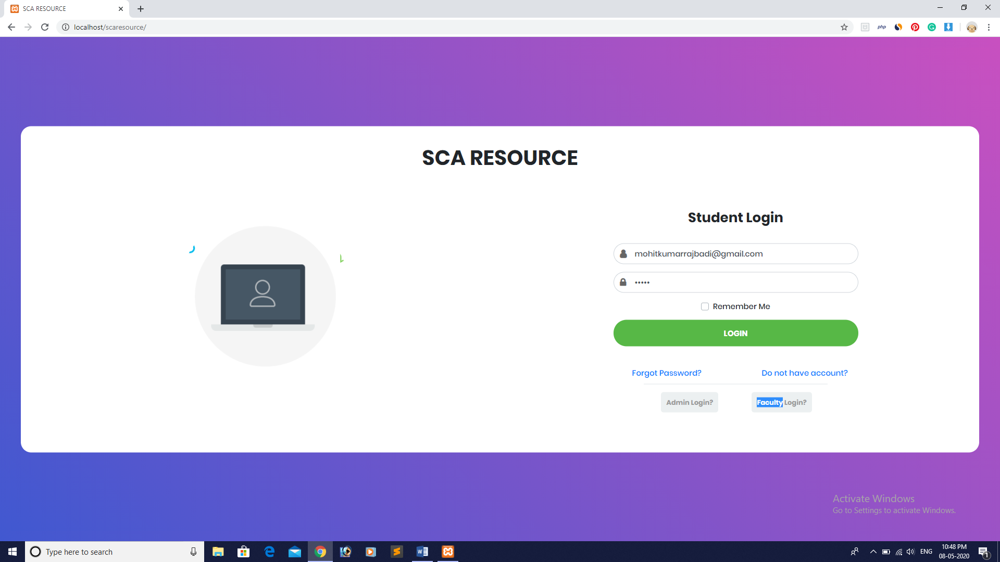 SCA RESOURCE
localhost/scaresource/
php
SCA RESOURCE
Student Login
mohitkumarrajbadi@gmail.com
•••••
Remember Me
LOGIN
Forgot Password? Do not have account?
Admin Login? Faculty Login?
Activate Windows
Go to Settings to activate Windows.
Type here to search
ENG
10:48 PM
08-05-2020
1